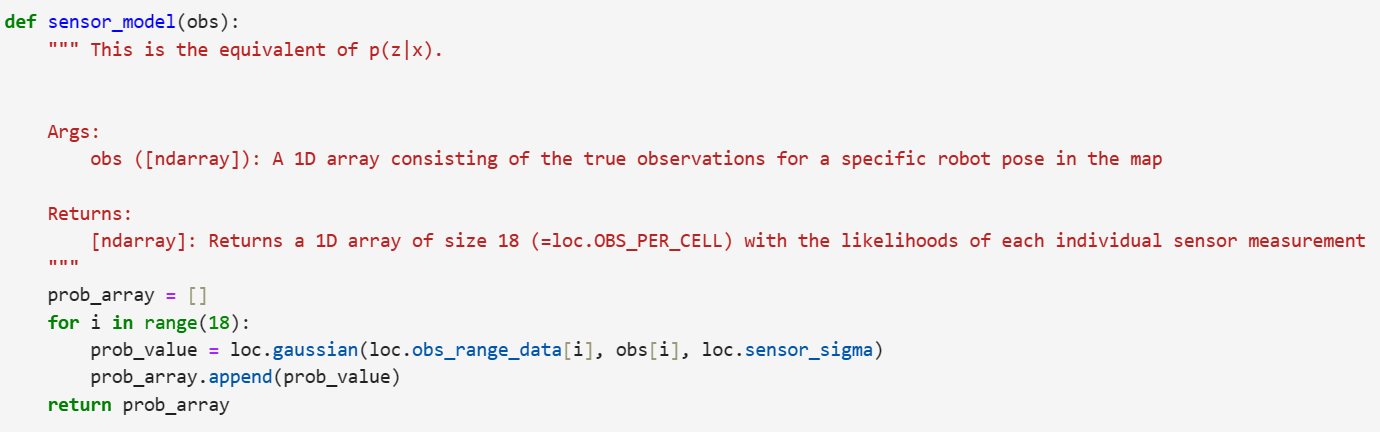 def sensor_model(obs):
    """ This is the equivalent of p(z|x).
    Args:
        obs ([ndarray]): A 1D array consisting of the true observations for a specific robot pose in the map
    Returns:
        [ndarray]: Returns a 1D array of size 18 (=loc.OBS_PER_CELL) with the likelihoods of each individual sensor measurement
    """
    prob_array = []
    for i in range(18):
        prob_value = loc.gaussian(loc.obs_range_data[i], obs[i], loc.sensor_sigma)
        prob_array.append(prob_value)
    return prob_array